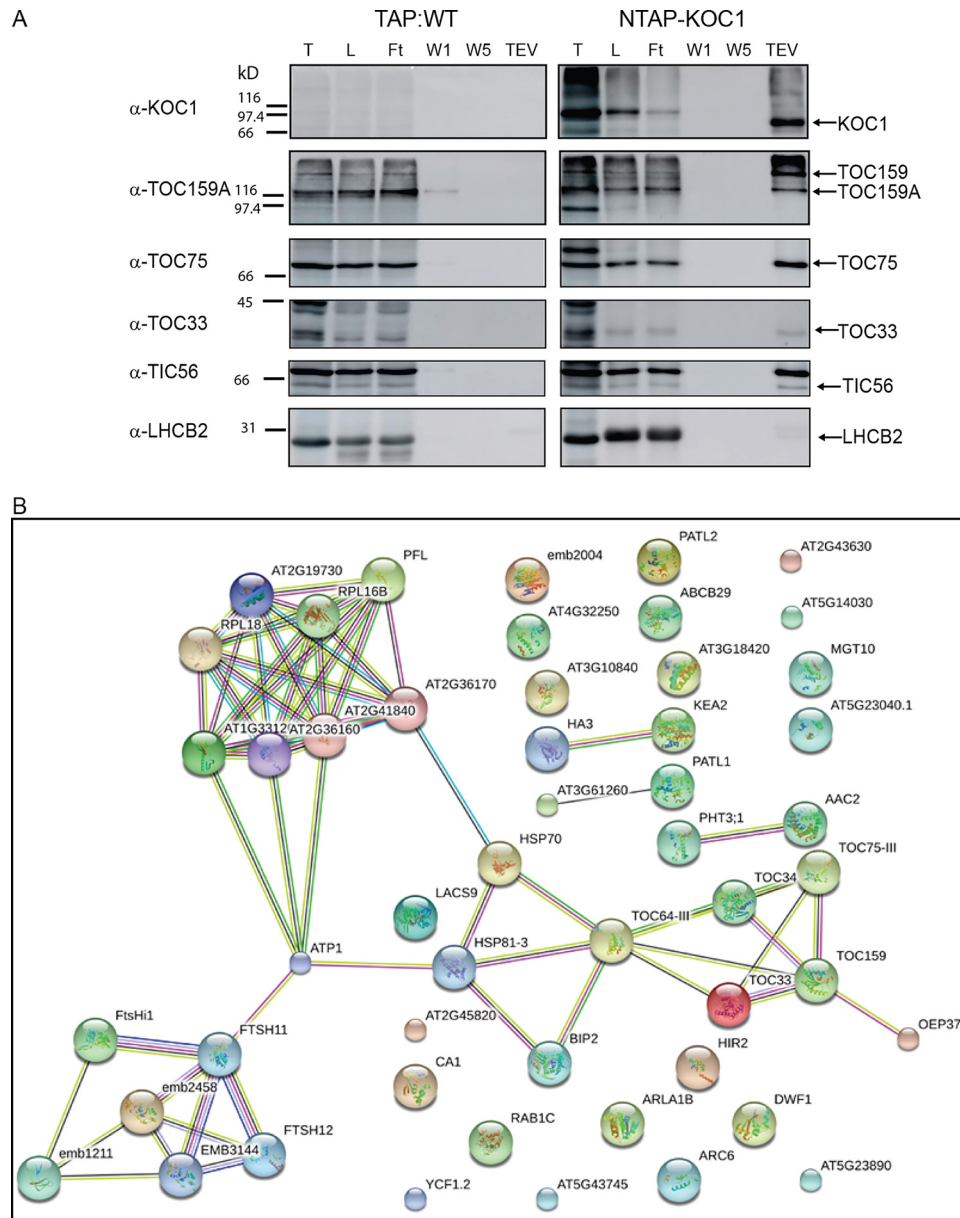 A
TAP:WT NTAP-KOC1
T L Ft W1 W5 TEV T L Ft W1 W5 TEV
kD
α-KOC1 116 97.4 66 KOC1
α-TOC159A 116 97.4 TOC159 TOC159A
α-TOC75 66 TOC75
α-TOC33 45 TOC33
α-TIC56 66 TIC56
α-LHCB2 31 LHCB2
B
AT2G19730
PFL
RPL16B
RPL18
AT2G36170
AT2G41840
AT1G3312
AT2G36160
emb2004
PATL2
AT2G43630
AT4G32250
ABCB29
AT5G14030
AT3G10840
AT3G18420
MGT10
HA3
KEA2
AT5G23040.1
AT3G61260
PATL1
PHT3;1
AAC2
HSP70
TOC75-III
TOC34
LACS9
TOC64-III
HSP81-3
TOC159
ATP1
TOC33
AT2G45820
OEP37
FtsHi1
FTSH11
BIP2
HIR2
CA1
emb2458
RAB1C
ARLA1B
DWF1
FTSH12
emb1211
EMB3144
ARC6
YCF1.2
AT5G43745
AT5G23890